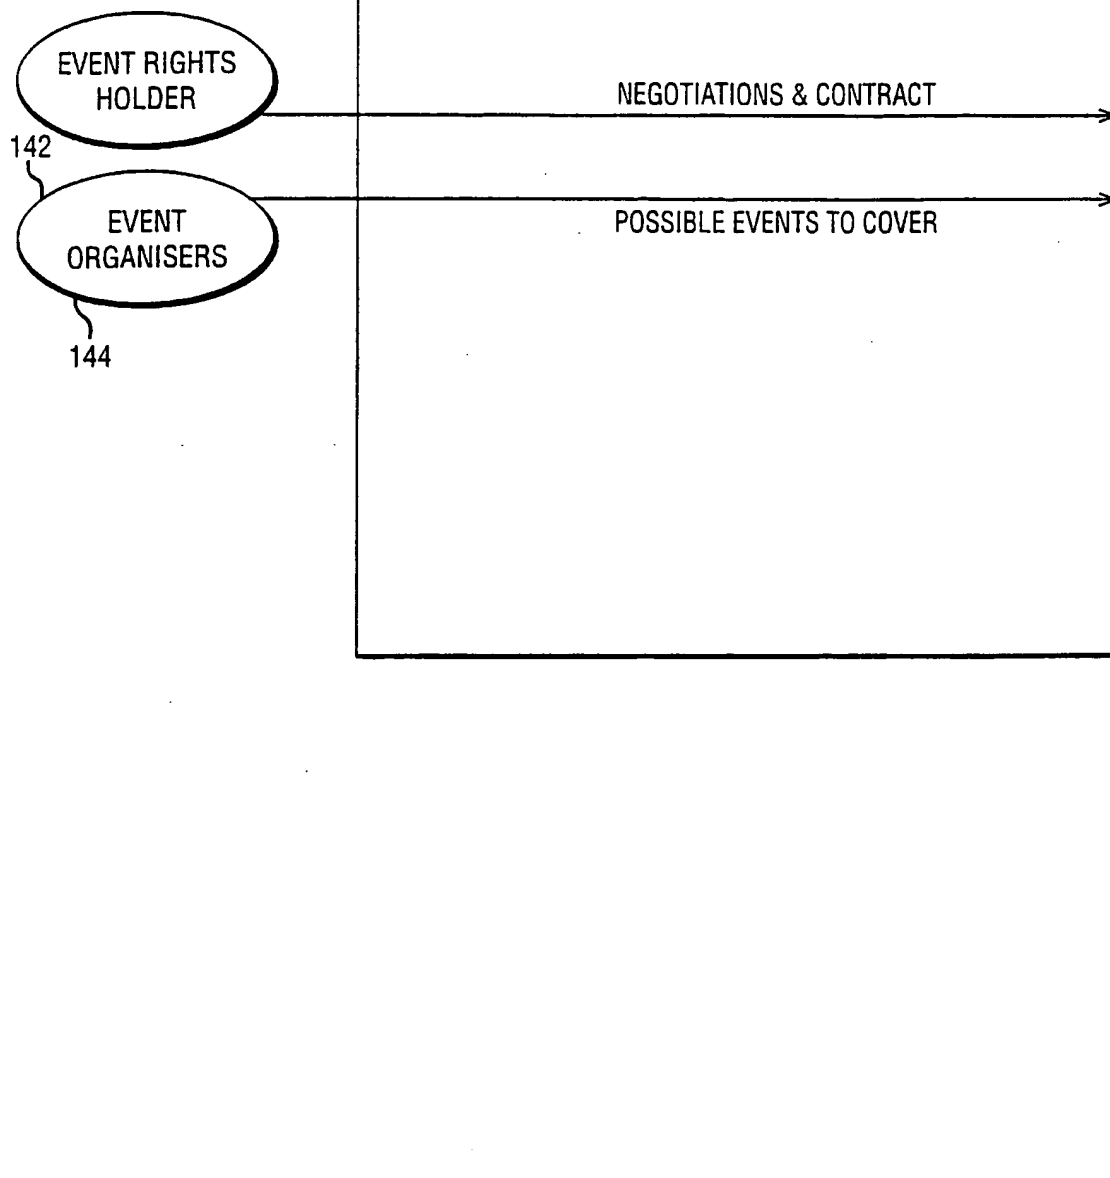 EVENT RIGHTS
HOLDER
NEGOTIATIONS & CONTRACT
142
EVENT
ORGANISERS
POSSIBLE EVENTS TO COVER
144